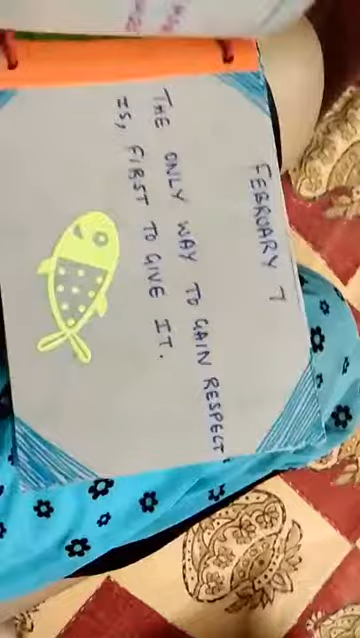 FEBRUARY 7
THE ONLY WAY TO GAIN RESPECT
IS, FIRST TO GIVE IT.